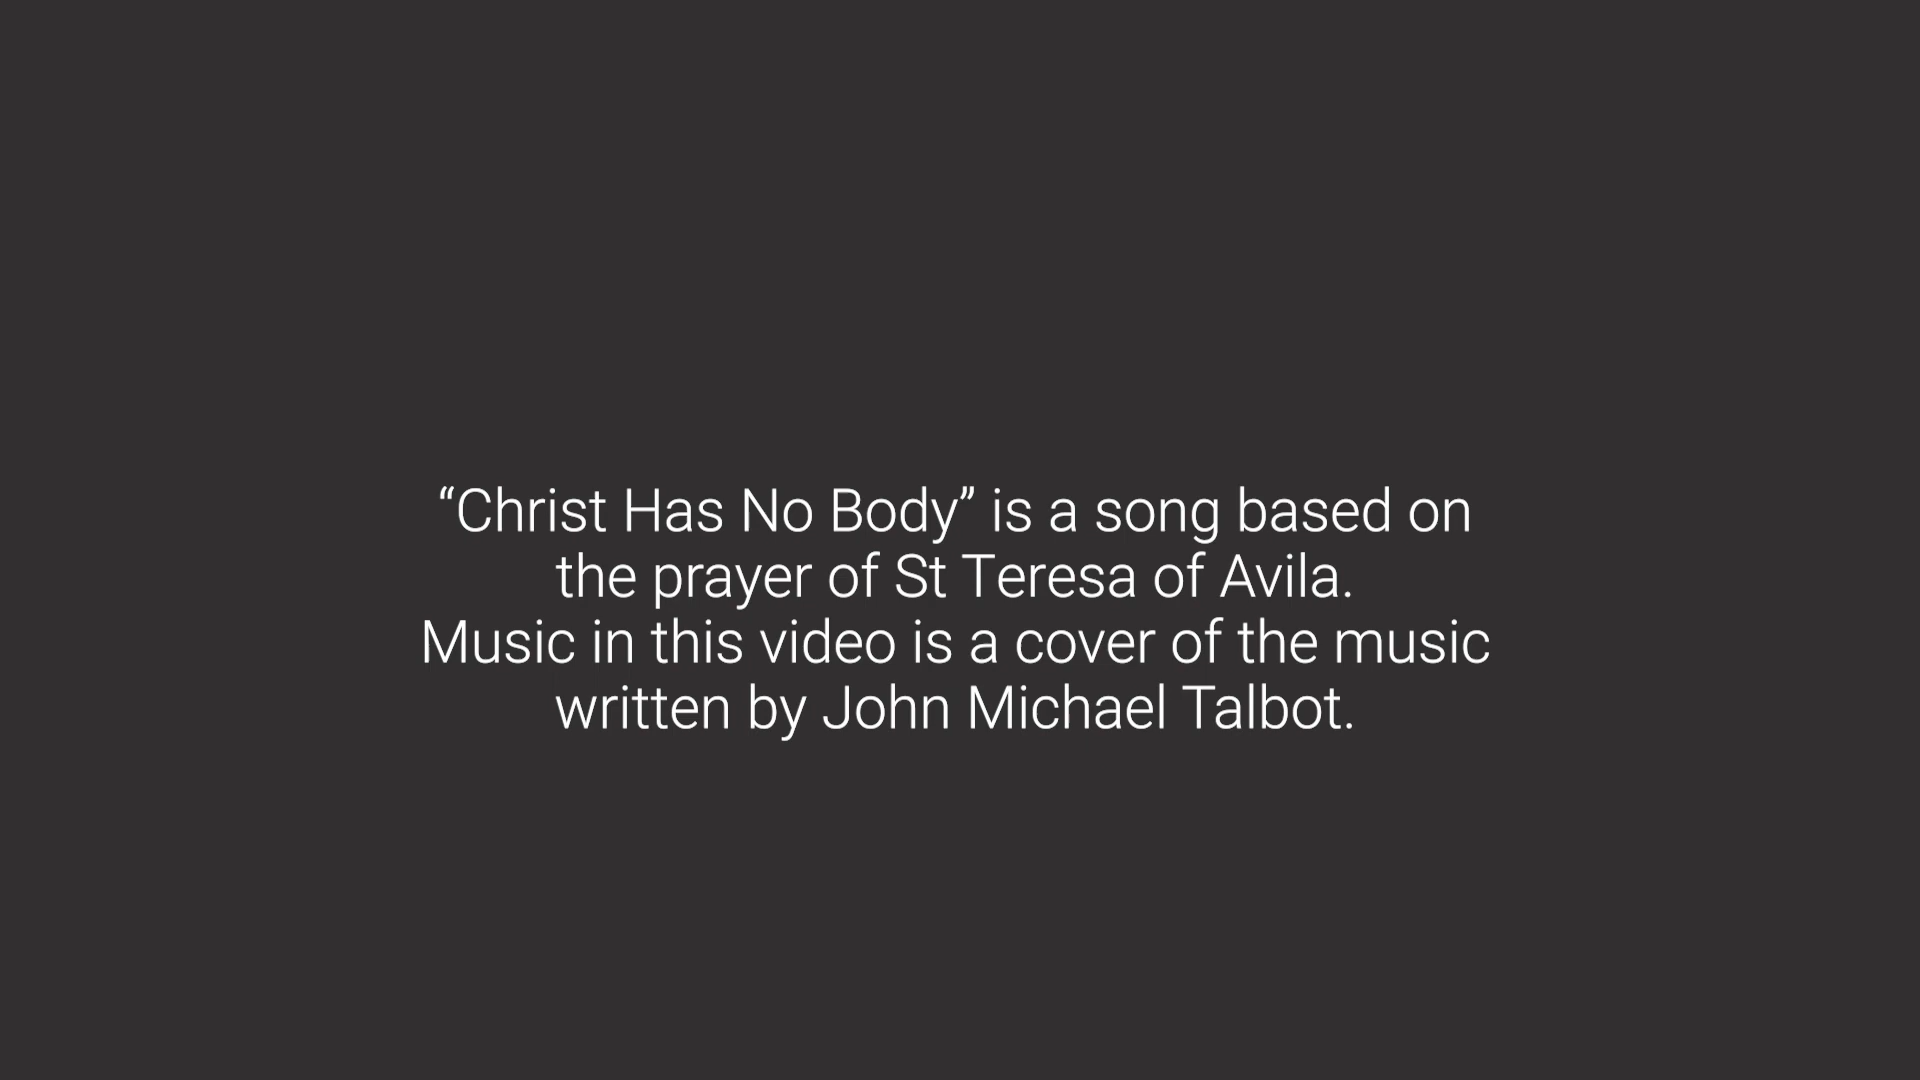 “Christ Has No Body” is a song based on
the prayer of St Teresa of Avila.
Music in this video is a cover of the music
written by John Michael Talbot.